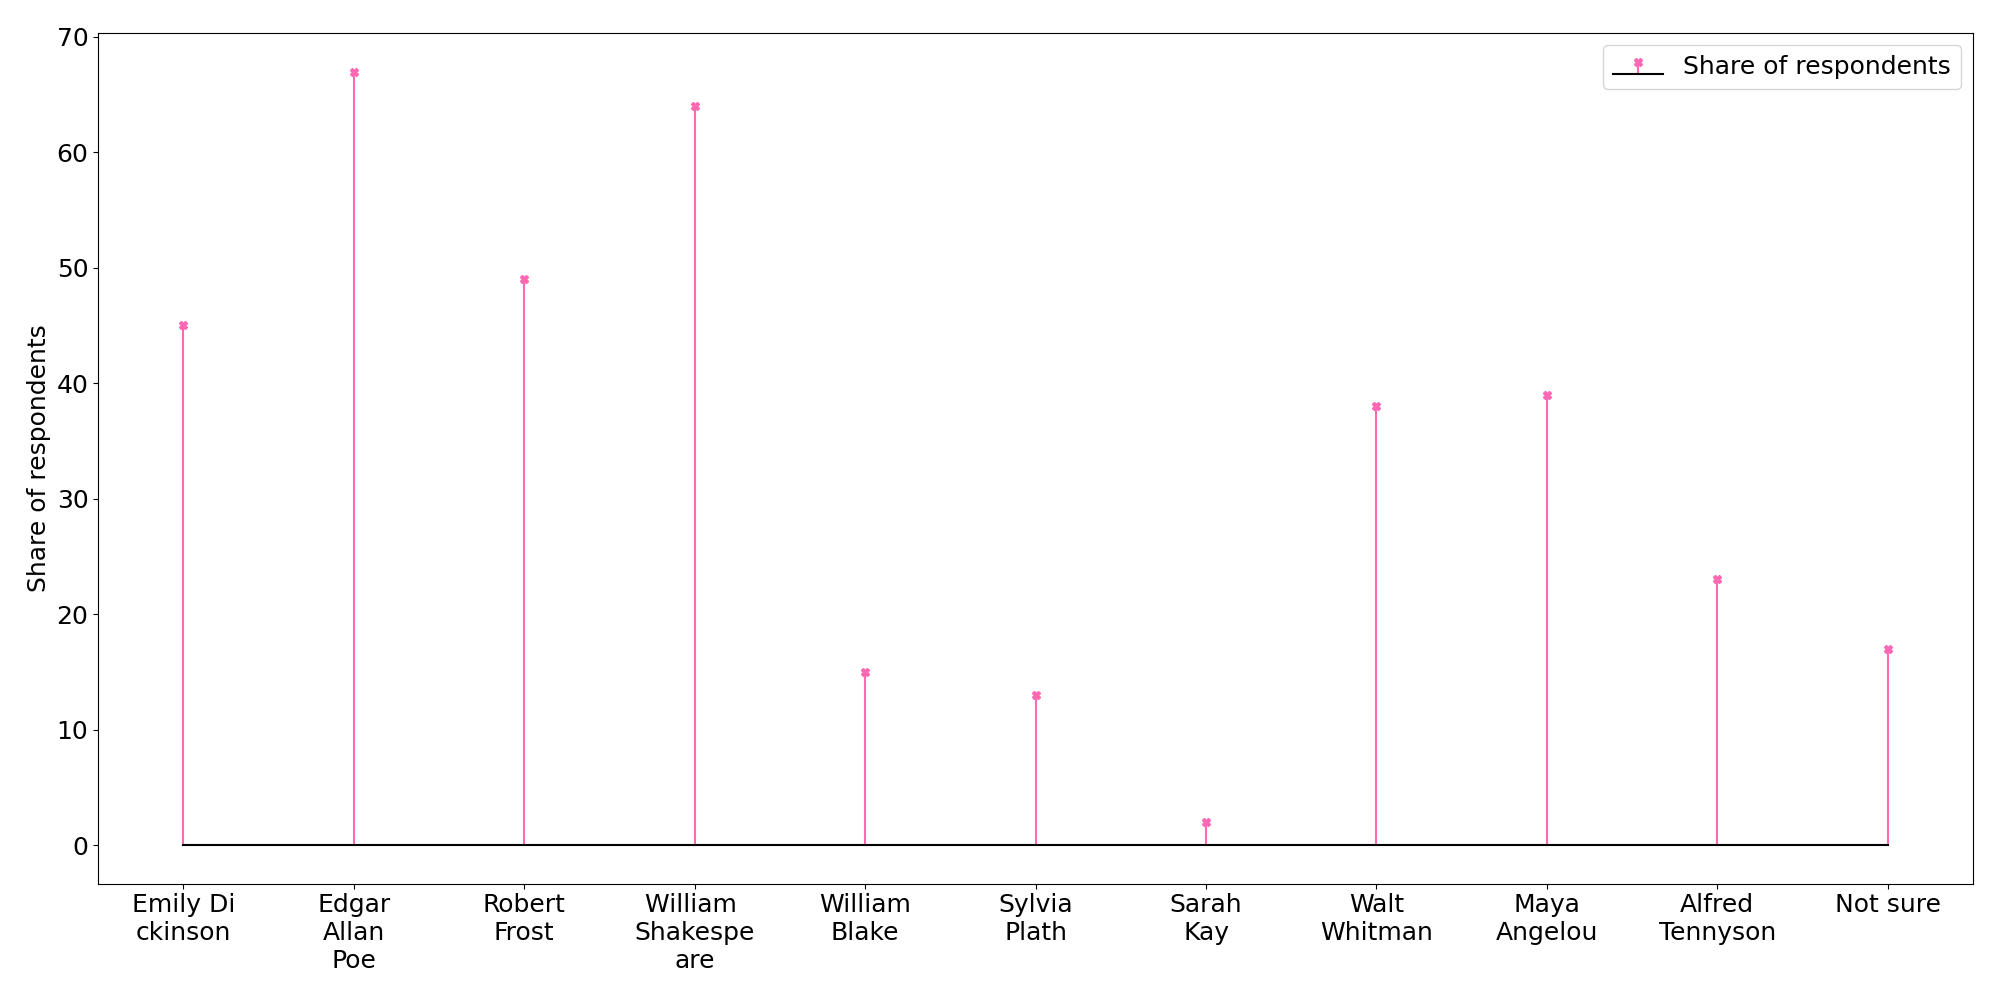 Share of respondents
70
60
50
40
30
20
10
0
Share of respondents
Emily Di
ckinson
Edgar
Allan
Poe
Robert
Frost
William
Shakespe
are
William
Blake
Sylvia
Plath
Sarah
Kay
Walt
Whitman
Maya
Angelou
Alfred
Tennyson
Not sure